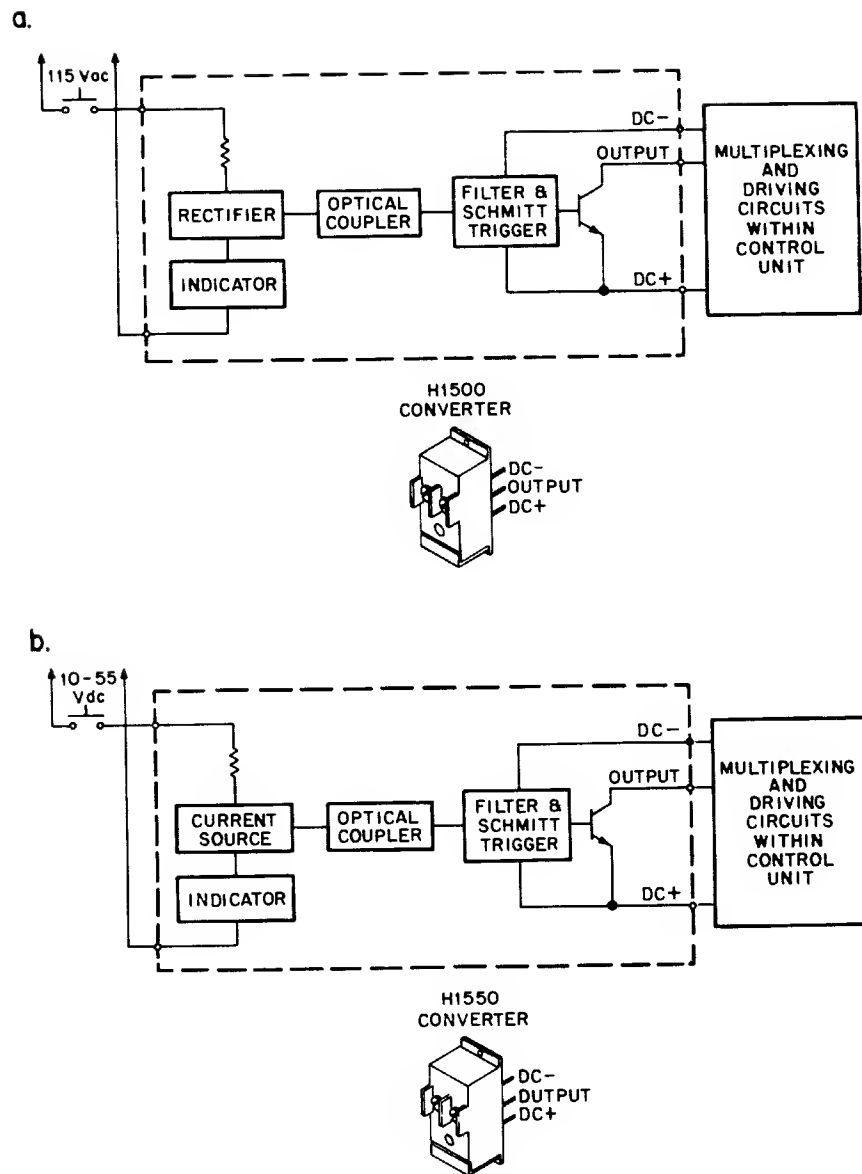 a.
115 Vac
DC-
OUTPUT
DC+
RECTIFIER
INDICATOR
OPTICAL
COUPLER
FILTER &
SCHMITT
TRIGGER
MULTIPLEXING
AND
DRIVING
CIRCUITS
WITHIN
CONTROL
UNIT
H1500
CONVERTER
DC-
OUTPUT
DC+
b.
10-55
Vdc
DC-
OUTPUT
DC+
CURRENT
SOURCE
INDICATOR
OPTICAL
COUPLER
FILTER &
SCHMITT
TRIGGER
MULTIPLEXING
AND
DRIVING
CIRCUITS
WITHIN
CONTROL
UNIT
H1550
CONVERTER
DC-
DUTPUT
DC+